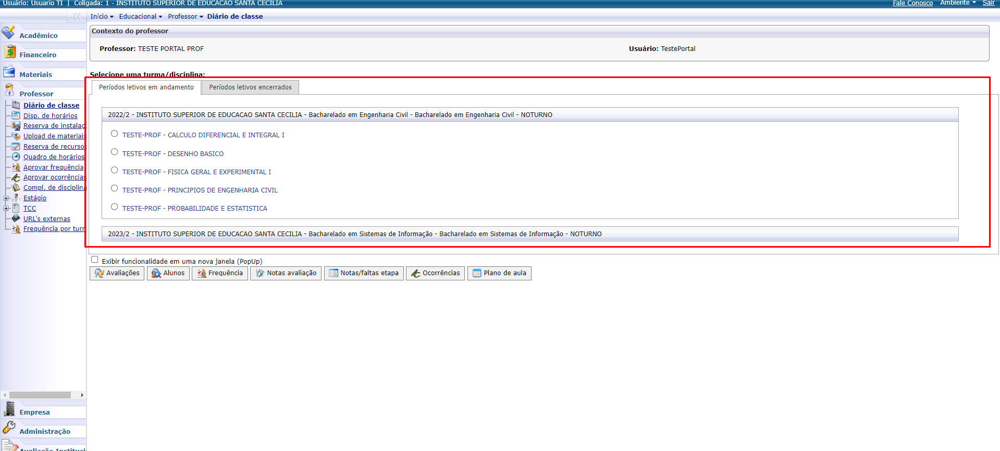 Usuário: Usuario TI | Coligada: 1 - INSTITUTO SUPERIOR DE EDUCACAO SANTA CECILIA
Fale Conosco Ambiente Sair
Início Educacional Professor Diário de classe
Acadêmico
Financeiro
Materiais
Professor
Diário de classe
Disp. de horários
Reserva de instalaç
Upload de materiais
Reserva de recursos
Quadro de horários
Aprovar frequência
Aprovar ocorrências
Compl. de disciplina
Estágio
TCC
URL's externas
Frequência por turm
Empresa
Administração
Avaliação Instituci
Contexto do professor
Professor: TESTE PORTAL PROF
Usuário: TestePortal
Selecione uma turma/disciplina:
Períodos letivos em andamento Períodos letivos encerrados
2022/2 - INSTITUTO SUPERIOR DE EDUCACAO SANTA CECILIA - Bacharelado em Engenharia Civil - Bacharelado em Engenharia Civil - NOTURNO
TESTE-PROF - CALCULO DIFERENCIAL E INTEGRAL I
TESTE-PROF - DESENHO BASICO
TESTE-PROF - FISICA GERAL E EXPERIMENTAL I
TESTE-PROF - PRINCIPIOS DE ENGENHARIA CIVIL
TESTE-PROF - PROBABILIDADE E ESTATISTICA
2023/2 - INSTITUTO SUPERIOR DE EDUCACAO SANTA CECILIA - Bacharelado em Sistemas de Informação - Bacharelado em Sistemas de Informação - NOTURNO
Exibir funcionalidade em uma nova janela (PopUp)
Avaliações Alunos Frequência Notas avaliação Notas/faltas etapa Ocorrências Plano de aula